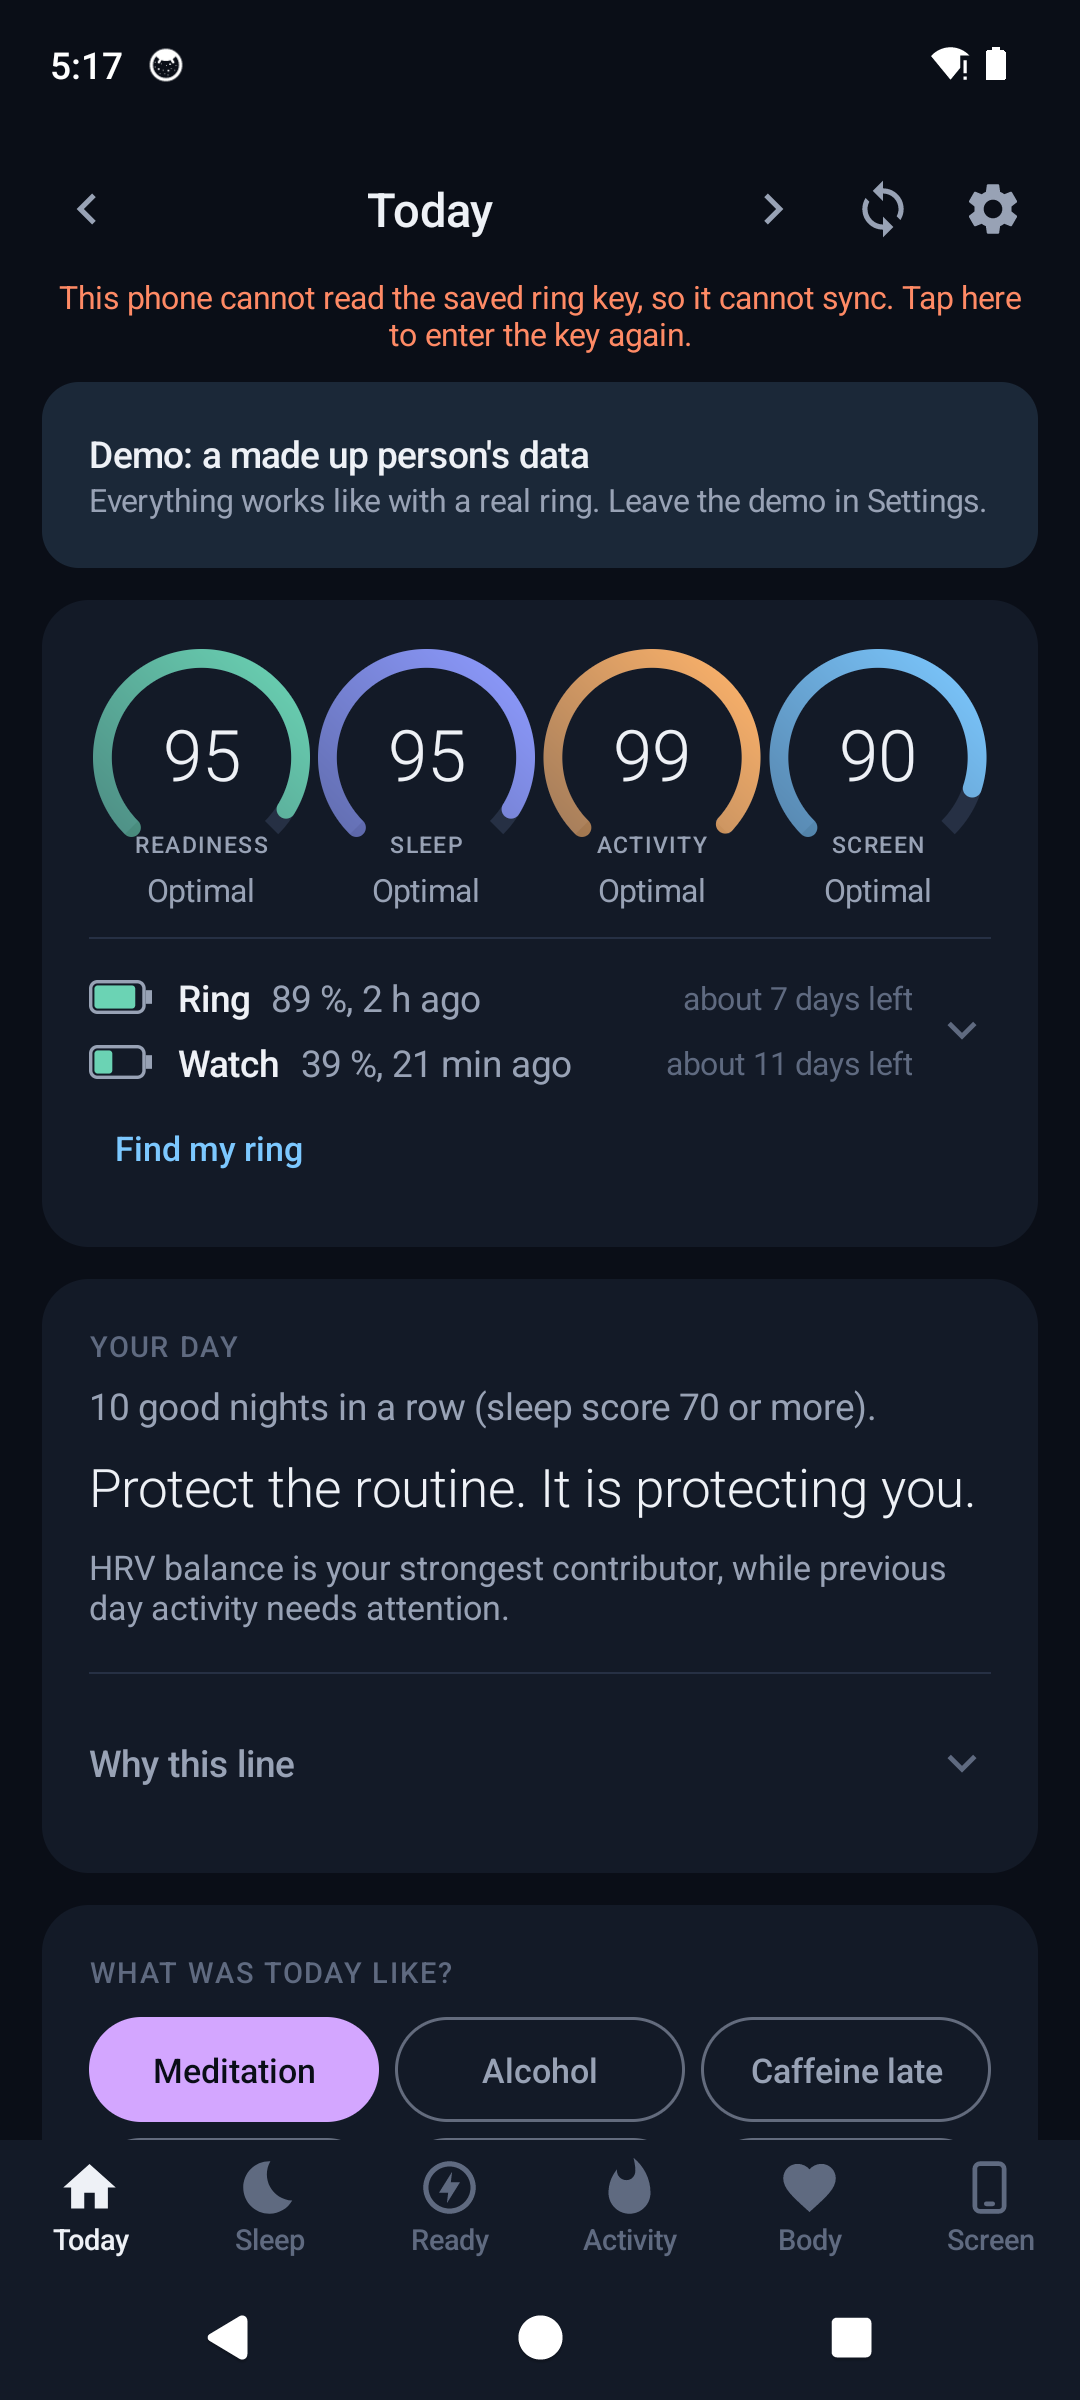 5:17
Today
This phone cannot read the saved ring key, so it cannot sync. Tap here
to enter the key again.
Demo: a made up person's data
Everything works like with a real ring. Leave the demo in Settings.
95
95
99
90
READINESS
SLEEP
ACTIVITY
SCREEN
Optimal
Optimal
Optimal
Optimal
Ring 89 %, 2 h ago
about 7 days left
Watch 39 %, 21 min ago
about 11 days left
Find my ring
YOUR DAY
10 good nights in a row (sleep score 70 or more).
Protect the routine. It is protecting you.
HRV balance is your strongest contributor, while previous
day activity needs attention.
Why this line
WHAT WAS TODAY LIKE?
Meditation
Alcohol
Caffeine late
Today
Sleep
Ready
Activity
Body
Screen